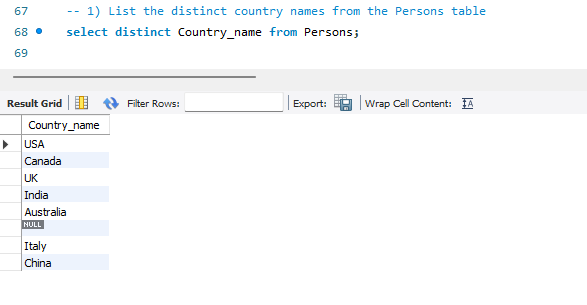 67 -- 1) List the distinct country names from the Persons table
68 select distinct Country_name from Persons;
69
Result Grid Filter Rows: Export: Wrap Cell Content:
Country_name
USA
Canada
UK
India
Australia
NULL
Italy
China